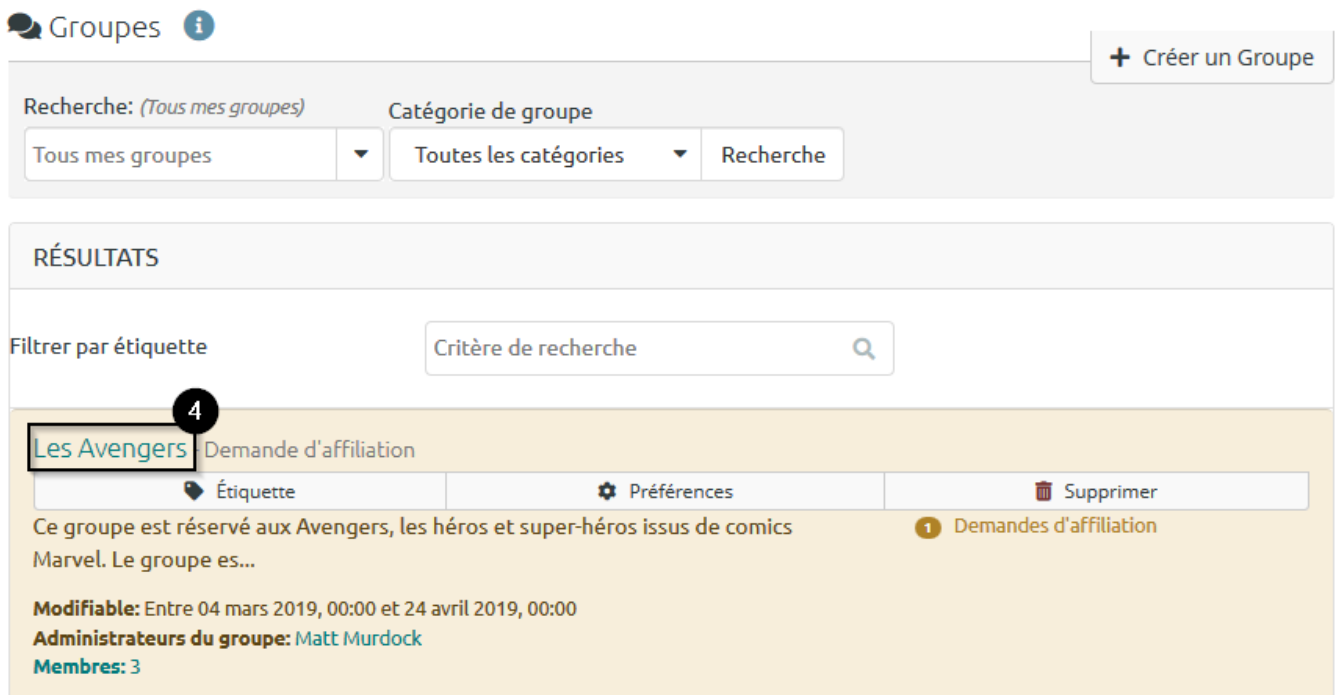 Groupes
+ Créer un Groupe
Recherche: (Tous mes groupes)
Catégorie de groupe
Tous mes groupes
Toutes les catégories
Recherche
RÉSULTATS
Filtrer par étiquette
Critère de recherche
4
Les Avengers - Demande d'affiliation
Étiquette
Préférences
Supprimer
Ce groupe est réservé aux Avengers, les héros et super-héros issus de comics
Marvel. Le groupe es...
1 Demandes d'affiliation
Modifiable: Entre 04 mars 2019, 00:00 et 24 avril 2019, 00:00
Administrateurs du groupe: Matt Murdock
Membres: 3